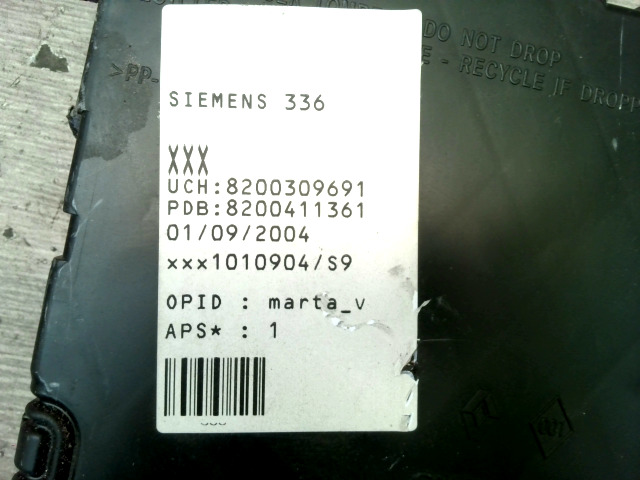 DO NOT DROP
>PP-
E - RECYCLE IF DROPP
SIEMENS 336
XXX
UCH:8200309691
PDB:8200411361
01/09/2004
xxx1010904/S9
OPID : marta_v
APS* : 1